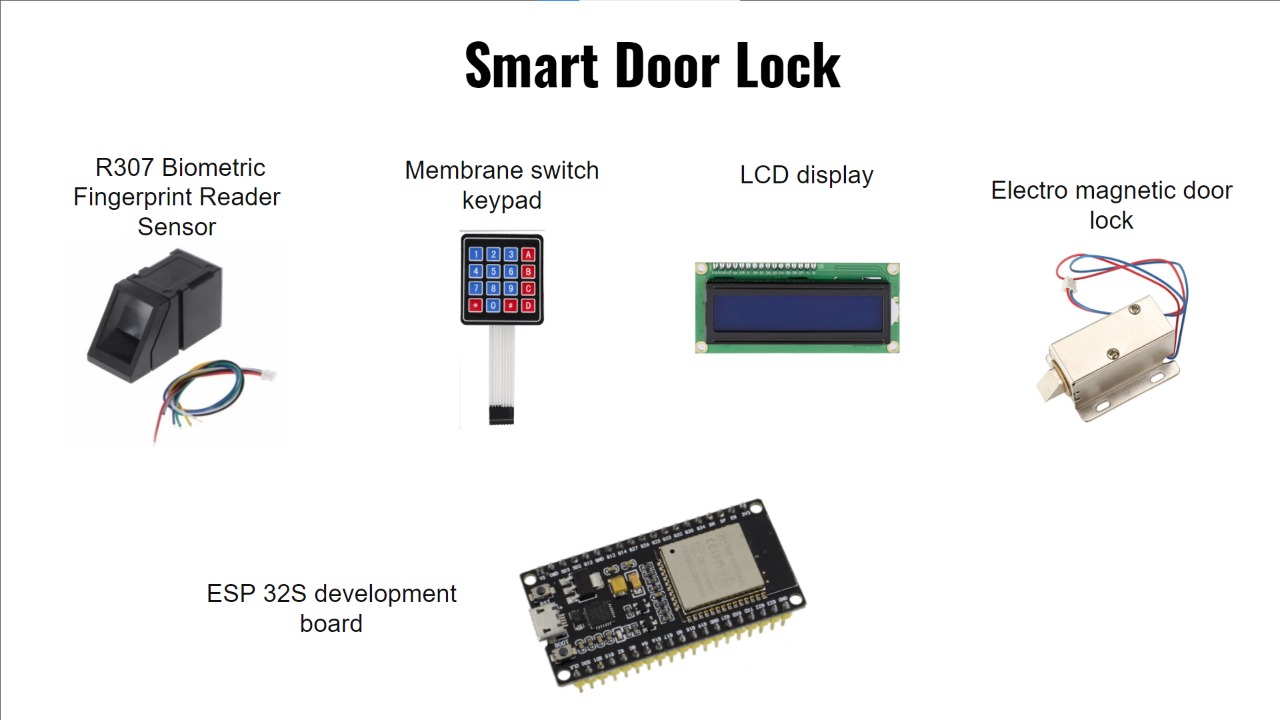 Smart Door Lock
R307 Biometric
Fingerprint Reader
Sensor
Membrane switch
keypad
LCD display
Electro magnetic door
lock
1 2 3 A
4 5 6 B
7 8 9 C
* 0 # D
ESP 32S development
board
BOOT